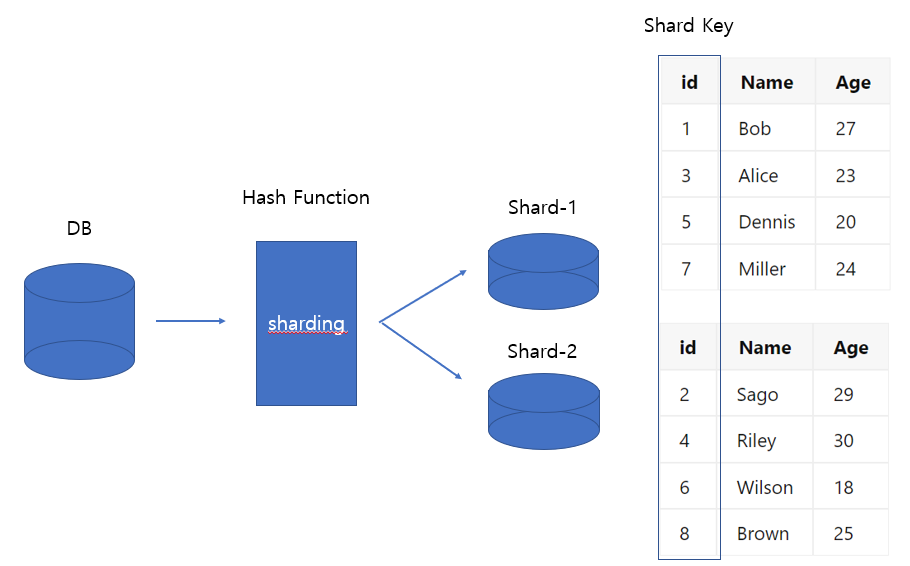 Shard Key
id Name Age
1 Bob 27
3 Alice 23
5 Dennis 20
7 Miller 24
Hash Function
DB
Shard-1
sharding
Shard-2
id Name Age
2 Sago 29
4 Riley 30
6 Wilson 18
8 Brown 25